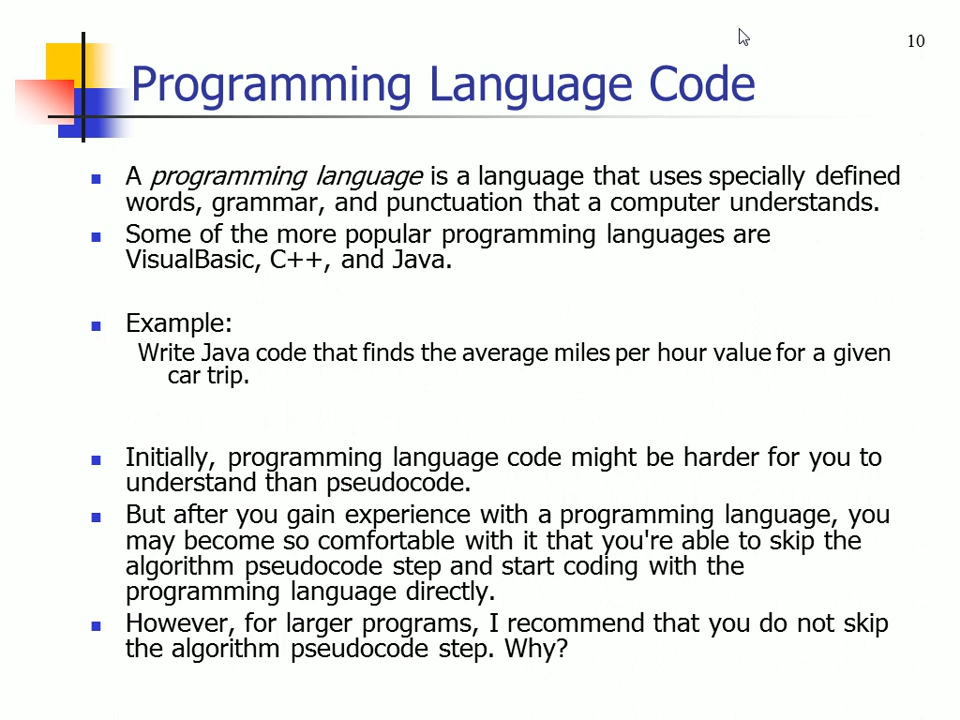 10
Programming Language Code
A programming language is a language that uses specially defined
words, grammar, and punctuation that a computer understands.
Some of the more popular programming languages are
VisualBasic, C++, and Java.
Example:
Write Java code that finds the average miles per hour value for a given
car trip.
Initially, programming language code might be harder for you to
understand than pseudocode.
But after you gain experience with a programming language, you
may become so comfortable with it that you're able to skip the
algorithm pseudocode step and start coding with the
programming language directly.
However, for larger programs, I recommend that you do not skip
the algorithm pseudocode step. Why?